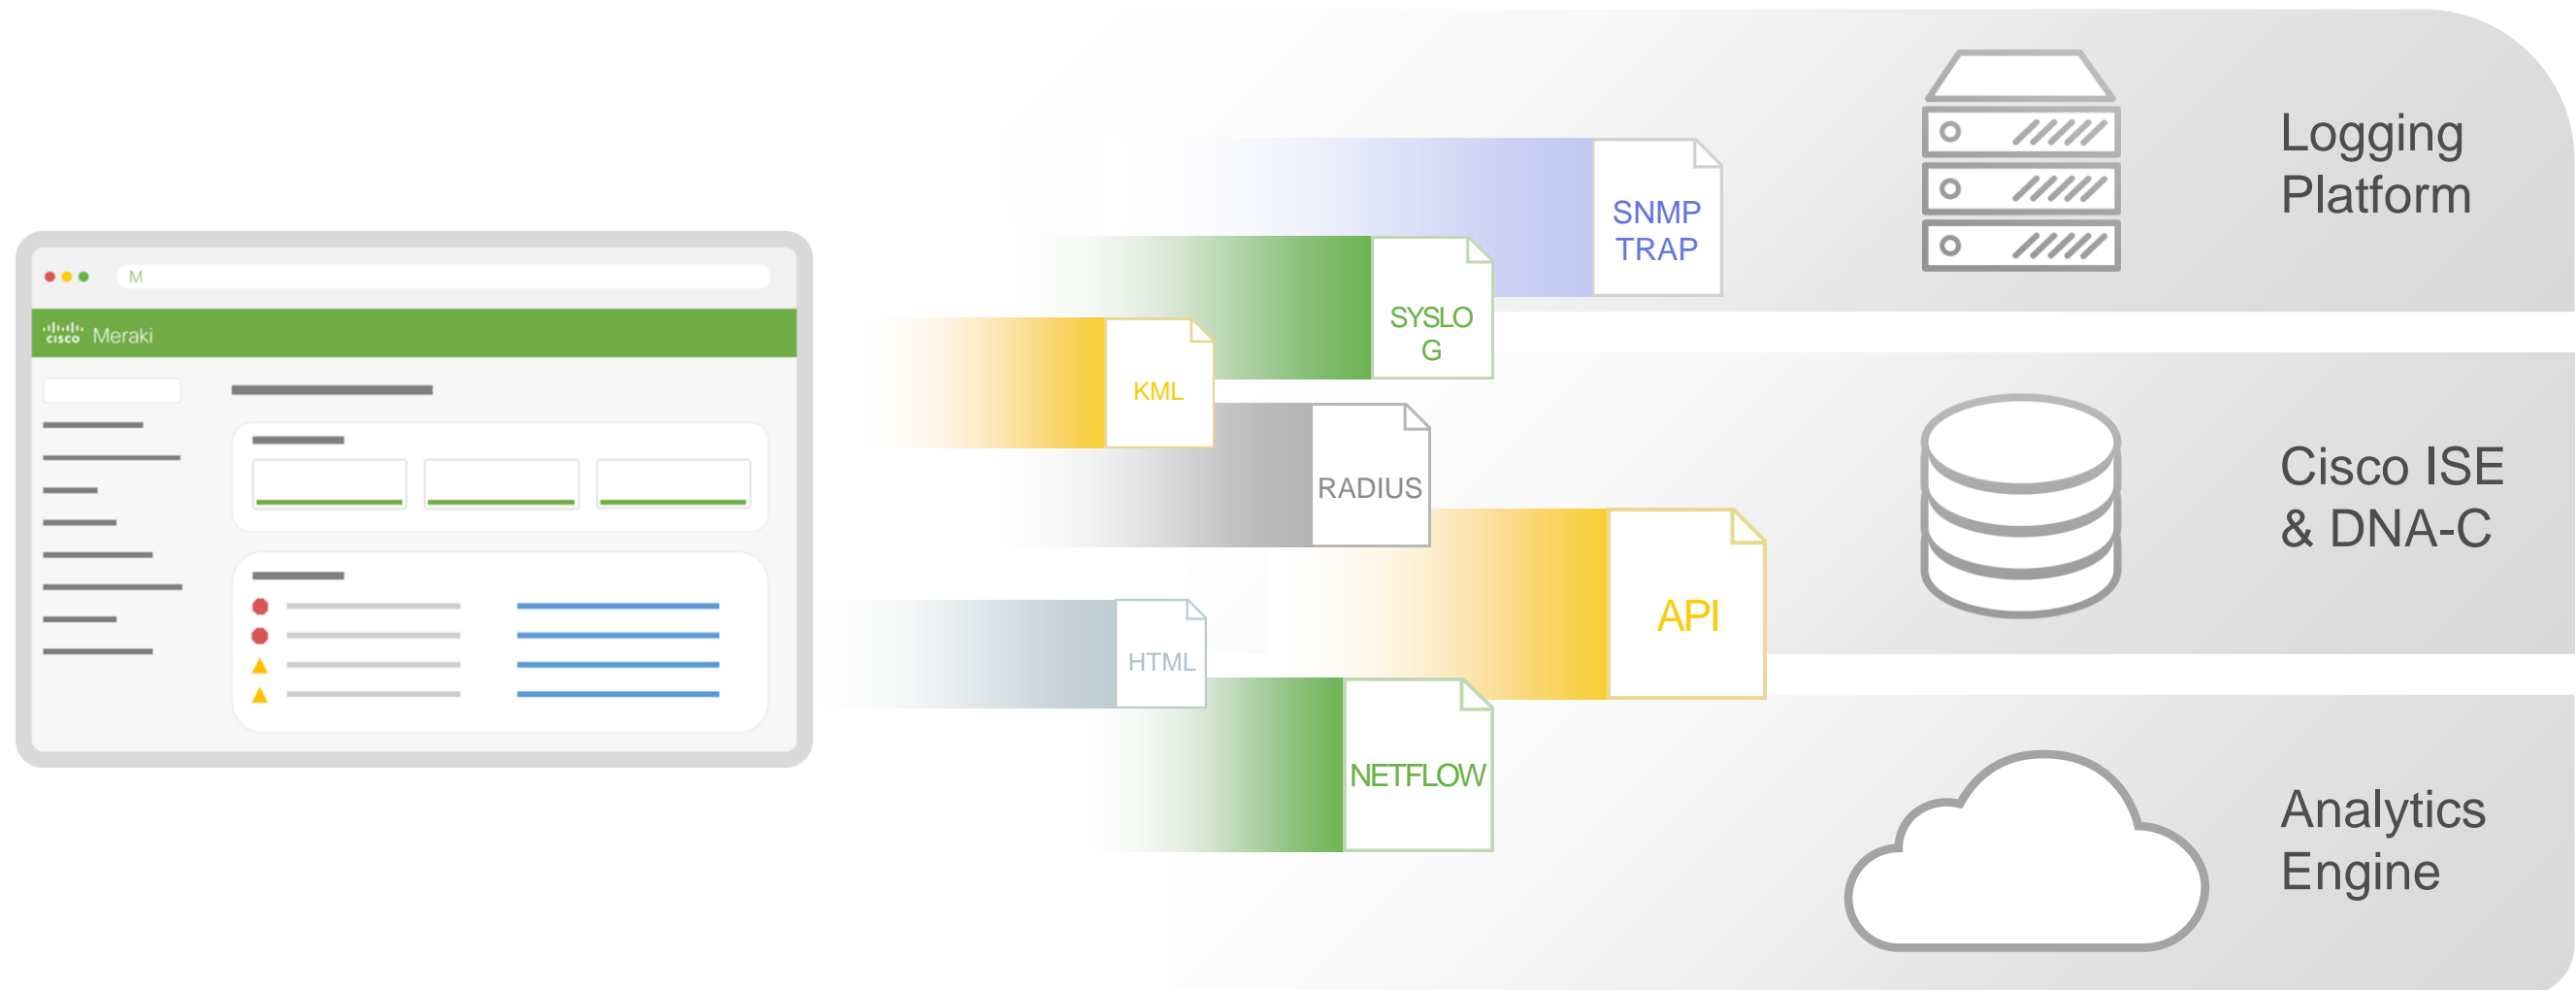 M
cisco Meraki
KML
SYSLO
G
SNMP
TRAP
RADIUS
API
HTML
NETFLOW
Logging
Platform
Cisco ISE
& DNA-C
Analytics
Engine